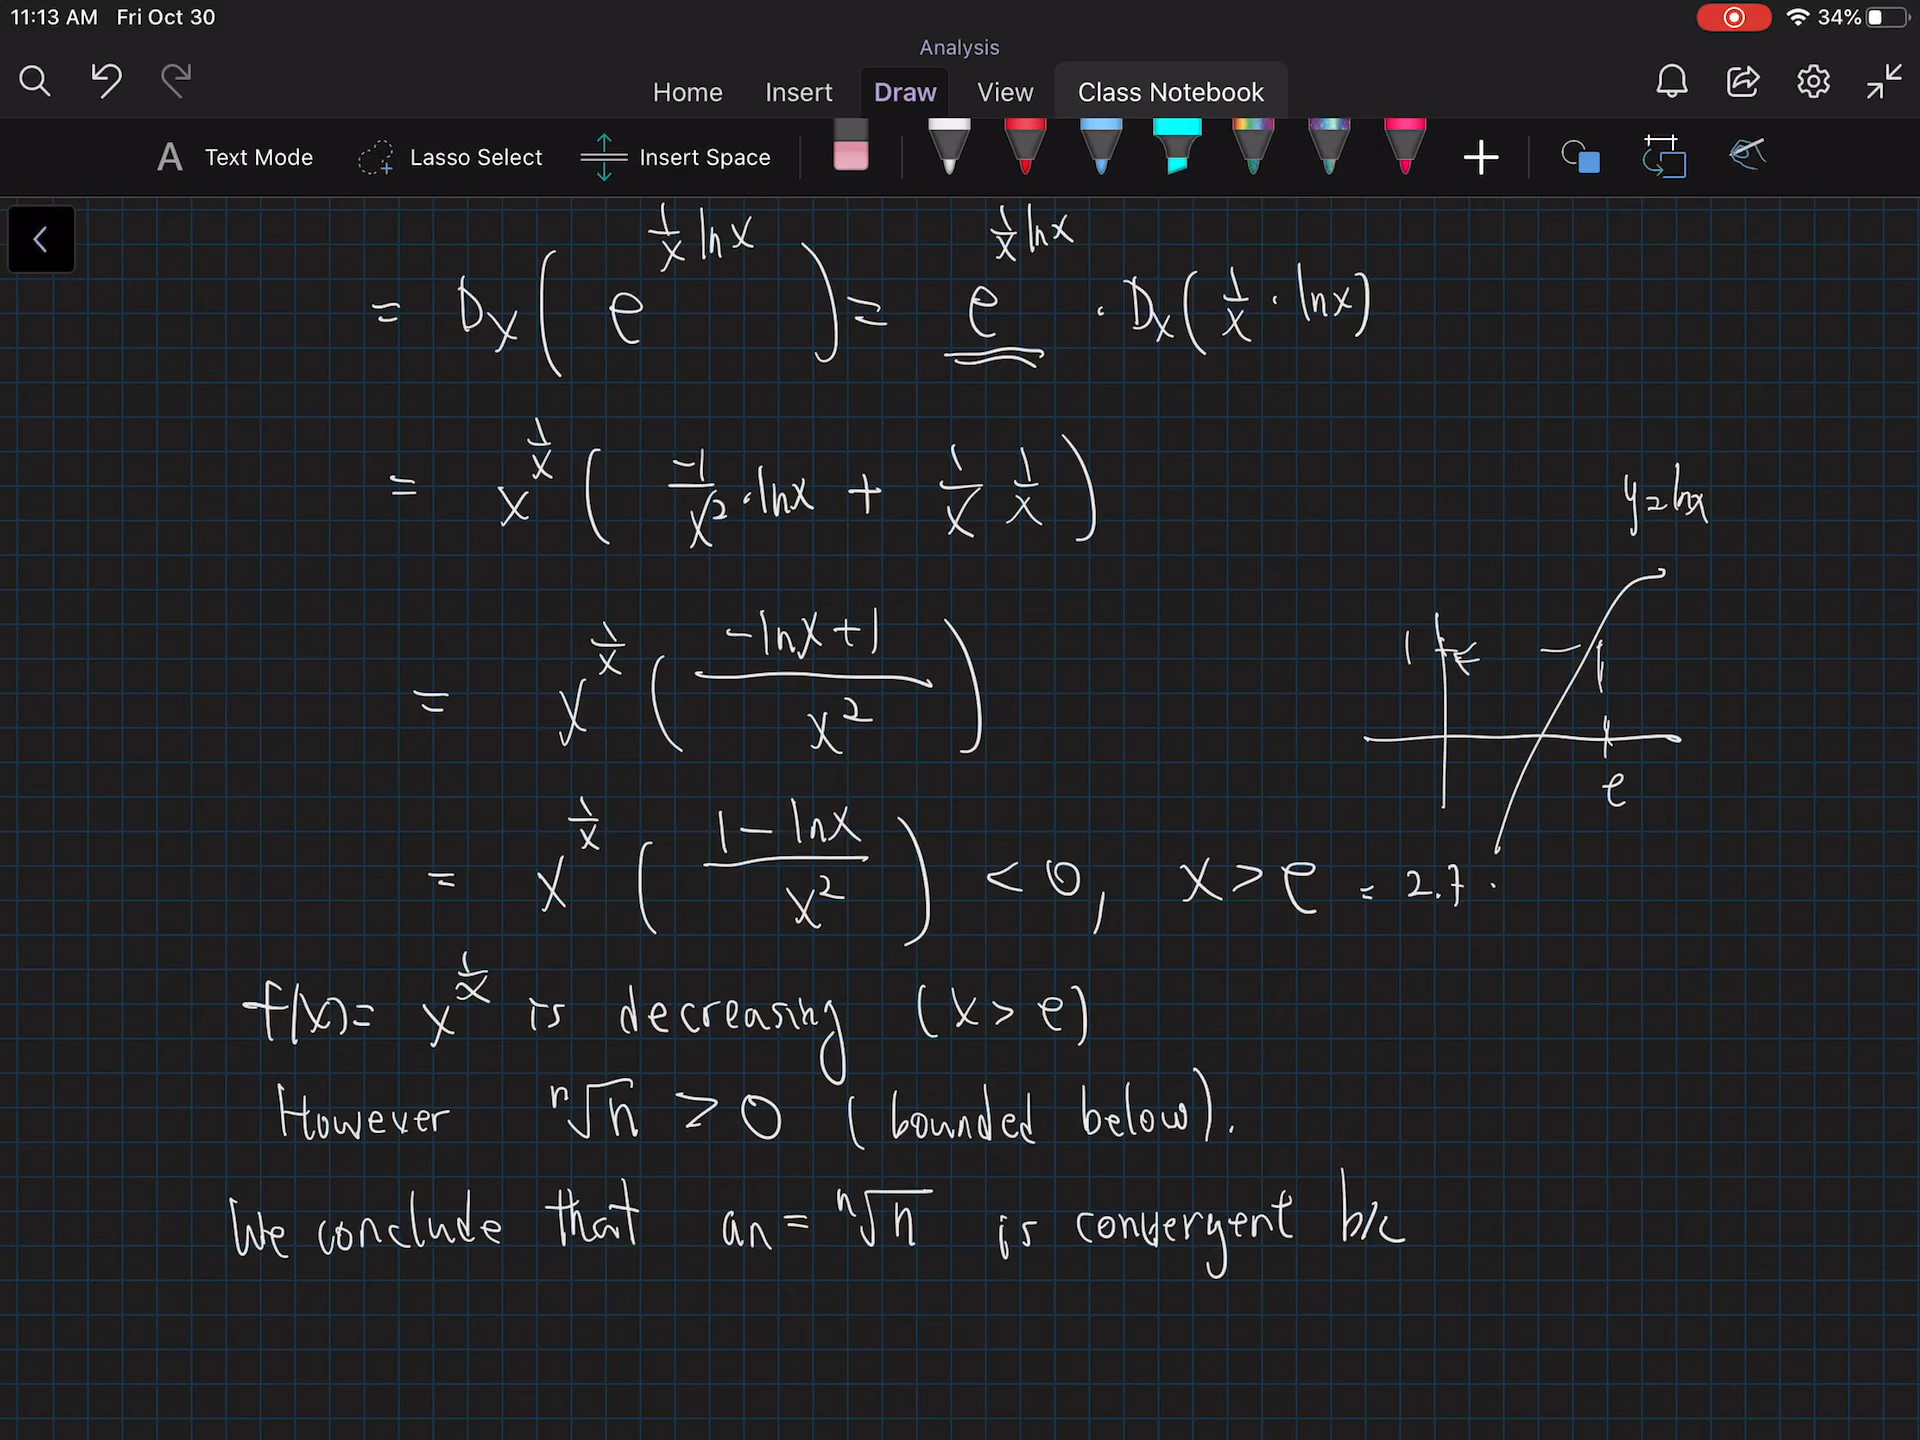 11:13 AM Fri Oct 30
34%
Analysis
Home Insert Draw View Class Notebook
A Text Mode Lasso Select Insert Space
= Dx( e^(1/x ln x) ) = e^(1/x ln x) · Dx( 1/x · ln x)
= x^(1/x) ( -1/x² · ln x + 1/x 1/x )
y = ln x
= x^(1/x) ( (-ln x + 1)/x² )
1
e
= x^(1/x) ( (1 - ln x)/x² ) < 0, x > e = 2.7 ·
f(x) = x^(1/x) is decreasing (x > e)
However ⁿ√n ≥ 0 (bounded below).
We conclude that an = ⁿ√n is convergent b/c